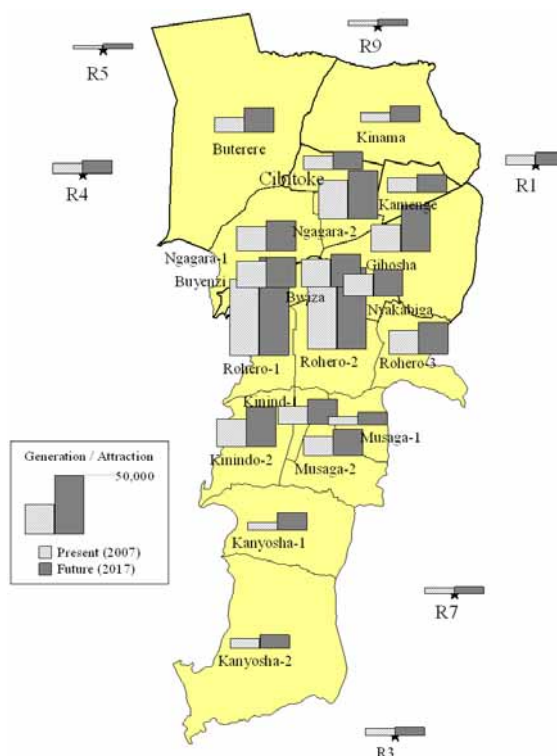 R9
R5
Kinama
Buterere
R4
R1
Cibitoke
Kamenge
Ngagara-2
Ngagara-1
Gihosha
Buyenzi
Bwiza
Nyakabiga
Rohero-1
Rohero-2
Rohero-3
Kinind-1
Musaga-1
Kinindo-2
Musaga-2
Generation / Attraction
50,000
Present (2007)
Future (2017)
Kanyosha-1
R7
Kanyosha-2
R3